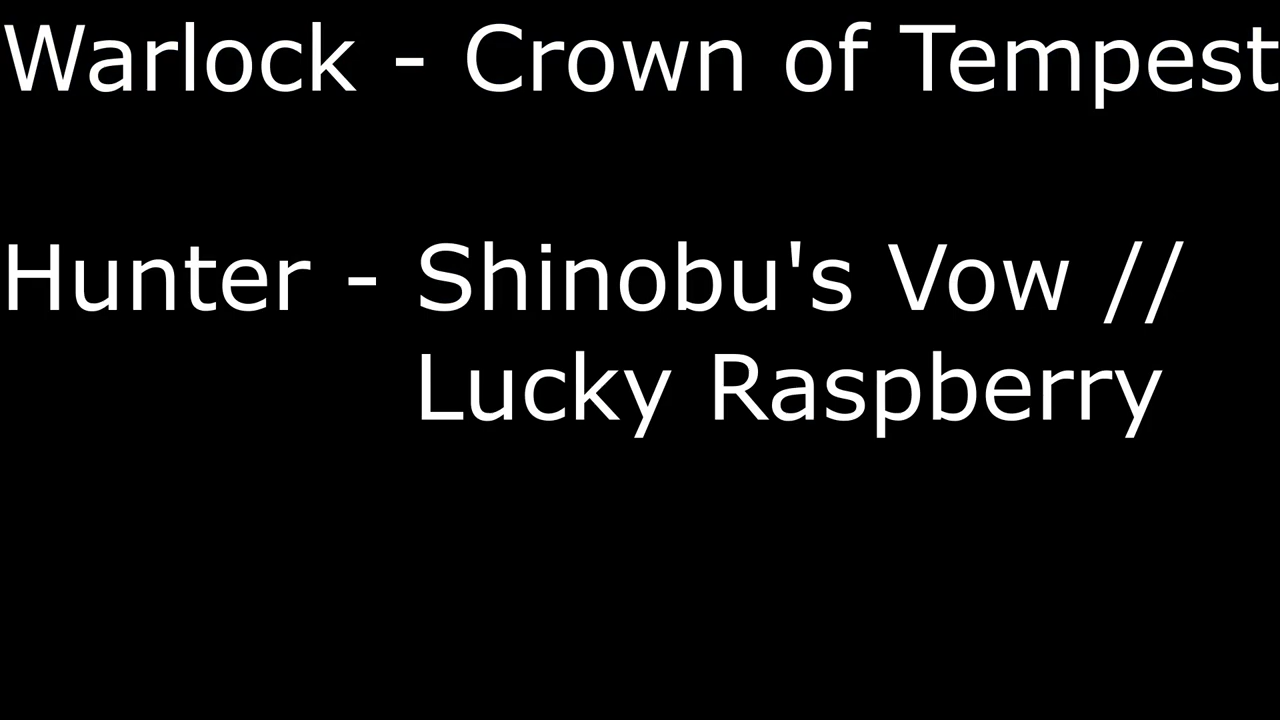 Warlock - Crown of Tempest
Hunter - Shinobu's Vow //
Lucky Raspberry